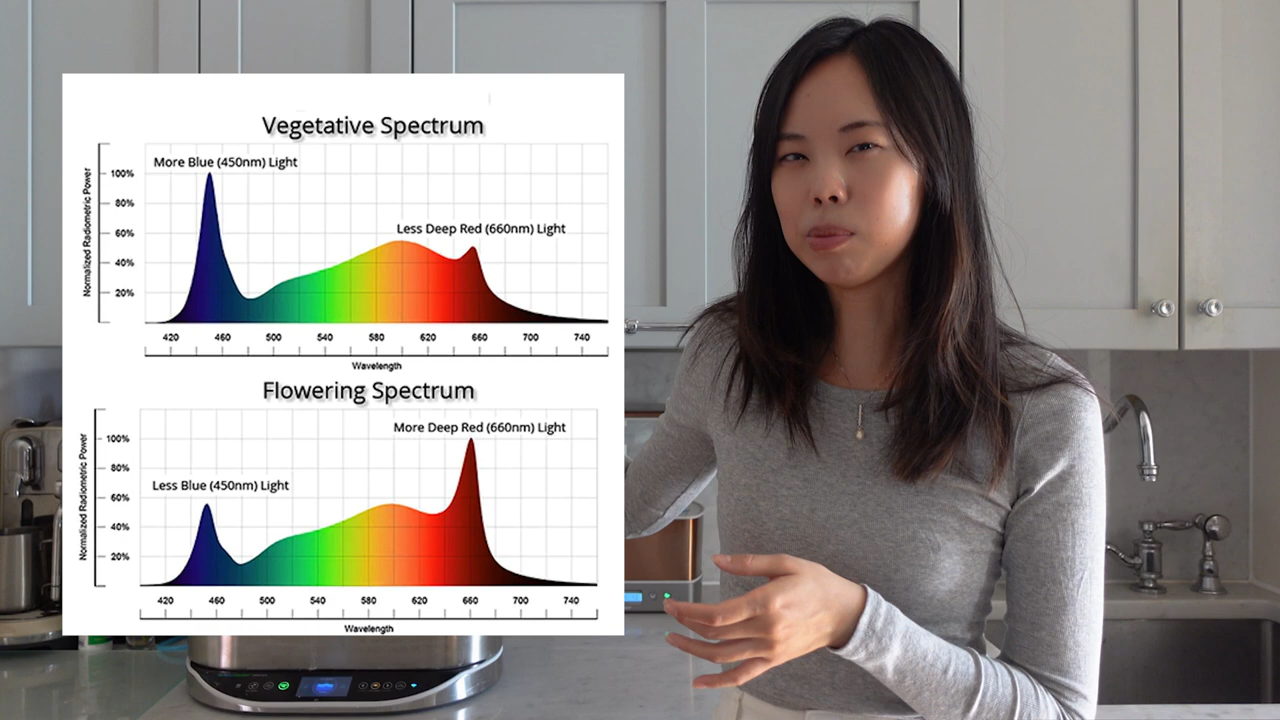 Vegetative Spectrum
More Blue (450nm) Light
Less Deep Red (660nm) Light
Normalized Radiometric Power
100%
80%
60%
40%
20%
420 460 500 540 580 620 660 700 740
Wavelength
Flowering Spectrum
More Deep Red (660nm) Light
Less Blue (450nm) Light
Normalized Radiometric Power
100%
80%
60%
40%
20%
420 460 500 540 580 620 660 700 740
Wavelength